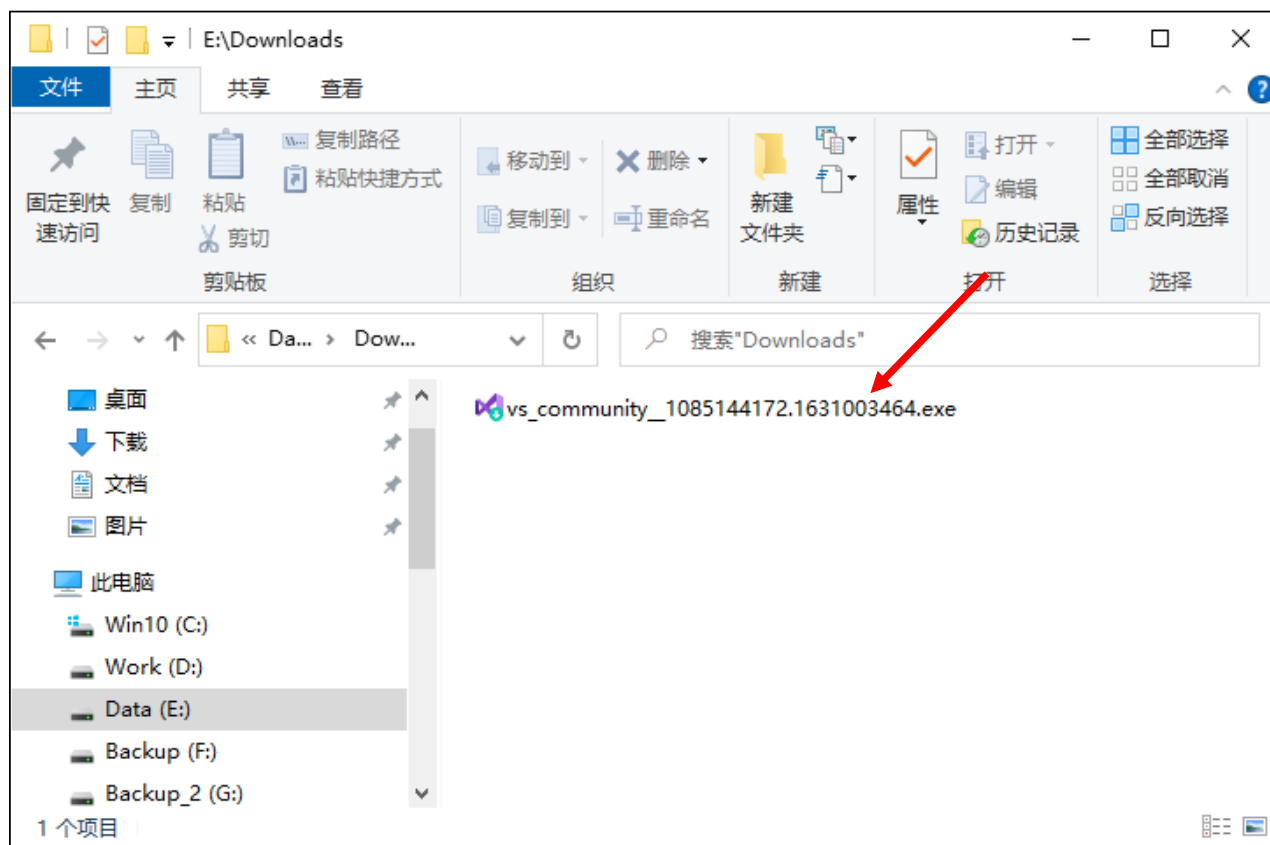 E:\Downloads
文件 主页 共享 查看
固定到快
速访问
复制
粘贴
剪切
复制路径
粘贴快捷方式
剪贴板
移动到
复制到
删除
重命名
组织
新建
文件夹
新建
属性
打开
编辑
历史记录
打开
全部选择
全部取消
反向选择
选择
« Da... › Dow...
搜索"Downloads"
桌面
下载
文档
图片
此电脑
Win10 (C:)
Work (D:)
Data (E:)
Backup (F:)
Backup_2 (G:)
vs_community__1085144172.1631003464.exe
1 个项目